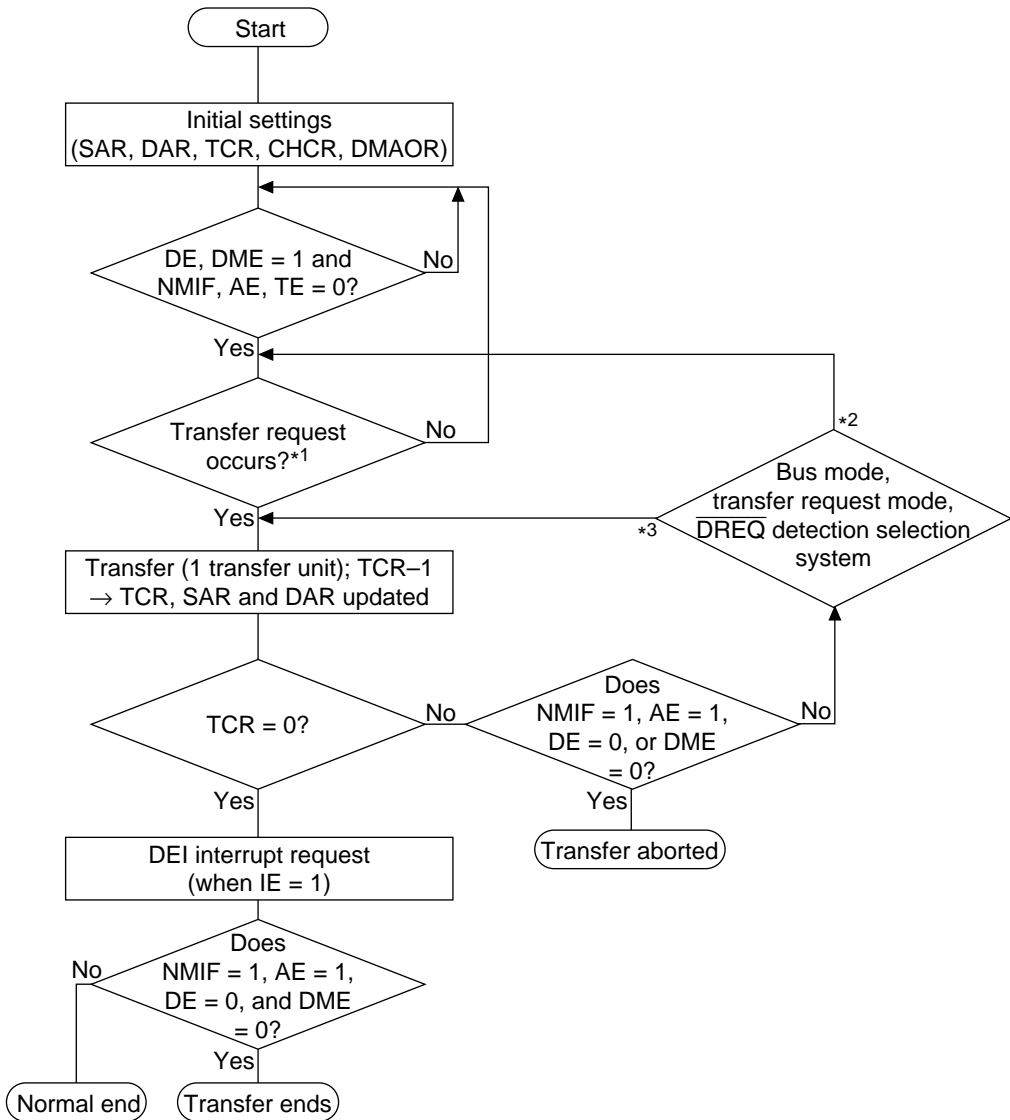 Start
Initial settings
(SAR, DAR, TCR, CHCR, DMAOR)
DE, DME = 1 and
NMIF, AE, TE = 0?
No
Yes
Transfer request
occurs?*1
No
Yes
*2
Bus mode,
transfer request mode,
DREQ detection selection
system
*3
Transfer (1 transfer unit); TCR–1
→ TCR, SAR and DAR updated
TCR = 0?
No
Yes
Does
NMIF = 1, AE = 1,
DE = 0, or DME
= 0?
No
Yes
Transfer aborted
DEI interrupt request
(when IE = 1)
Does
NMIF = 1, AE = 1,
DE = 0, and DME
= 0?
No
Yes
Normal end
Transfer ends